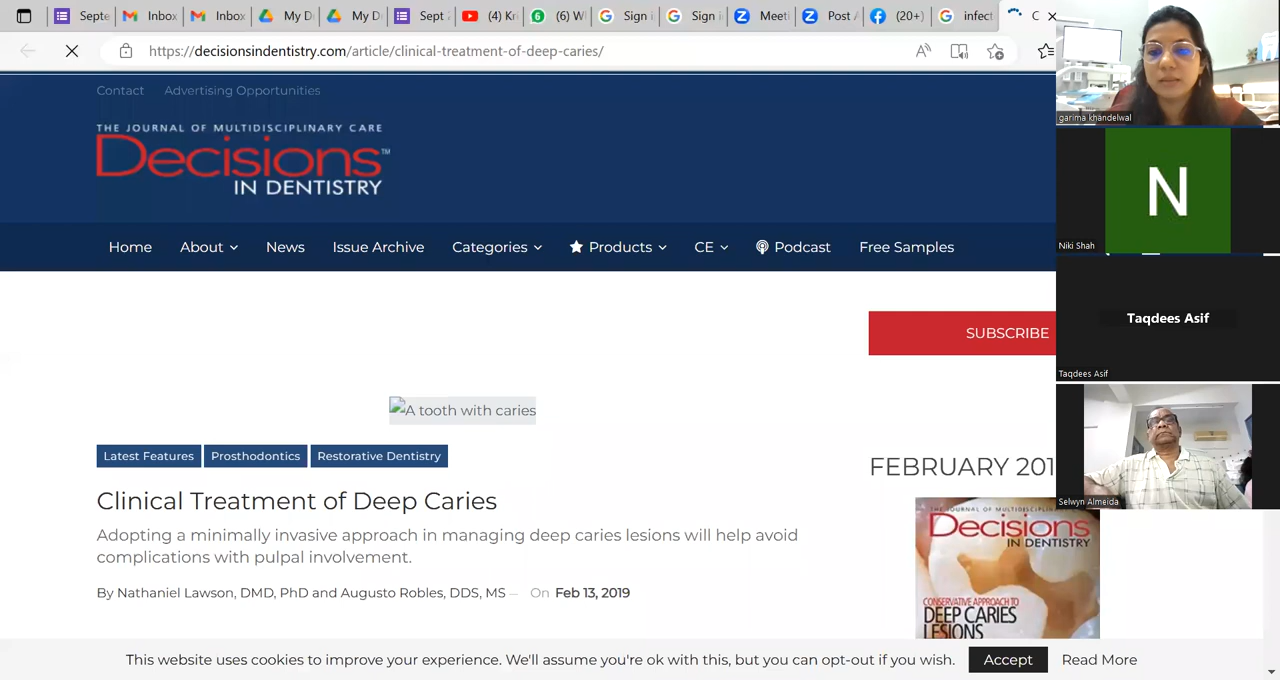 Septe
Inbox
Inbox
My D
My D
Sept
(4) Kr
6
(6) W
Sign i
Sign i
Meeti
Post A
(20+)
infect
C
https://decisionsindentistry.com/article/clinical-treatment-of-deep-caries/
Contact Advertising Opportunities
THE JOURNAL OF MULTIDISCIPLINARY CARE
Decisions™
IN DENTISTRY
Home About News Issue Archive Categories Products CE Podcast Free Samples
SUBSCRIBE
A tooth with caries
Latest Features Prosthodontics Restorative Dentistry
Clinical Treatment of Deep Caries
Adopting a minimally invasive approach in managing deep caries lesions will help avoid
complications with pulpal involvement.
By Nathaniel Lawson, DMD, PhD and Augusto Robles, DDS, MS — On Feb 13, 2019
FEBRUARY 201
THE JOURNAL OF MULTIDISCIPLIN
Decisions
IN DENTISTRY
CONSERVATIVE APPROACH TO
DEEP CARIES
LESIONS
This website uses cookies to improve your experience. We'll assume you're ok with this, but you can opt-out if you wish. Accept Read More
garima khandelwal
N
Niki Shah
Taqdees Asif
Taqdees Asif
Selwyn Almeida